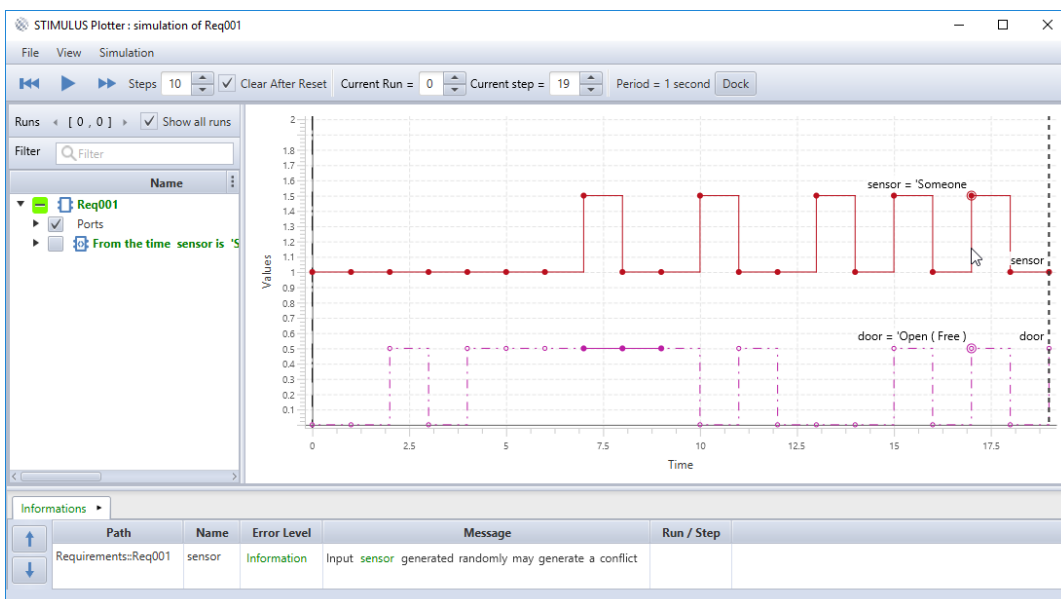 STIMULUS Plotter : simulation of Req001
File View Simulation
Steps 10 Clear After Reset Current Run = 0 Current step = 19 Period = 1 second Dock
Runs [ 0 , 0 ] Show all runs
Filter Filter
Name
Req001
Ports
From the time sensor is 'S
2
1.8
1.7
1.6
1.5
1.4
1.3
1.2
1.1
1
0.9
0.8
0.7
0.6
0.5
0.4
0.3
0.2
0.1
Values
sensor = 'Someone
sensor
door = 'Open ( Free )
door
0 2.5 5 7.5 10 12.5 15 17.5
Time
Informations
Path Name Error Level Message Run / Step
Requirements::Req001 sensor Information Input sensor generated randomly may generate a conflict